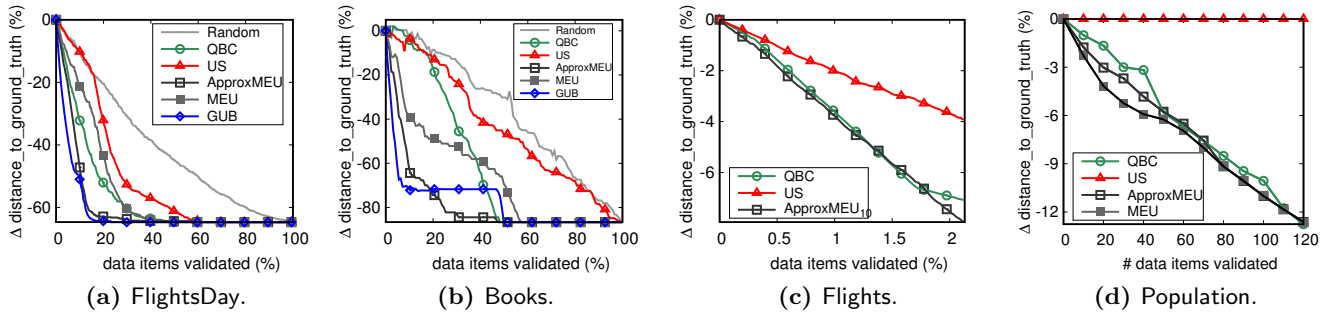 Δ distance_to_ground_truth (%)
0
-20
-40
-60
0 20 40 60 80 100
data items validated (%)
Random
QBC
US
ApproxMEU
MEU
GUB
(a) FlightsDay.
Δ distance_to_ground_truth (%)
0
-20
-40
-60
-80
0 20 40 60 80 100
data items validated (%)
Random
QBC
US
ApproxMEU
MEU
GUB
(b) Books.
Δ distance_to_ground_truth (%)
0
-2
-4
-6
0 0.5 1 1.5 2
data items validated (%)
QBC
US
ApproxMEU10
(c) Flights.
Δ distance_to_ground_truth (%)
0
-3
-6
-9
-12
0 20 40 60 80 100 120
# data items validated
QBC
US
ApproxMEU
MEU
(d) Population.